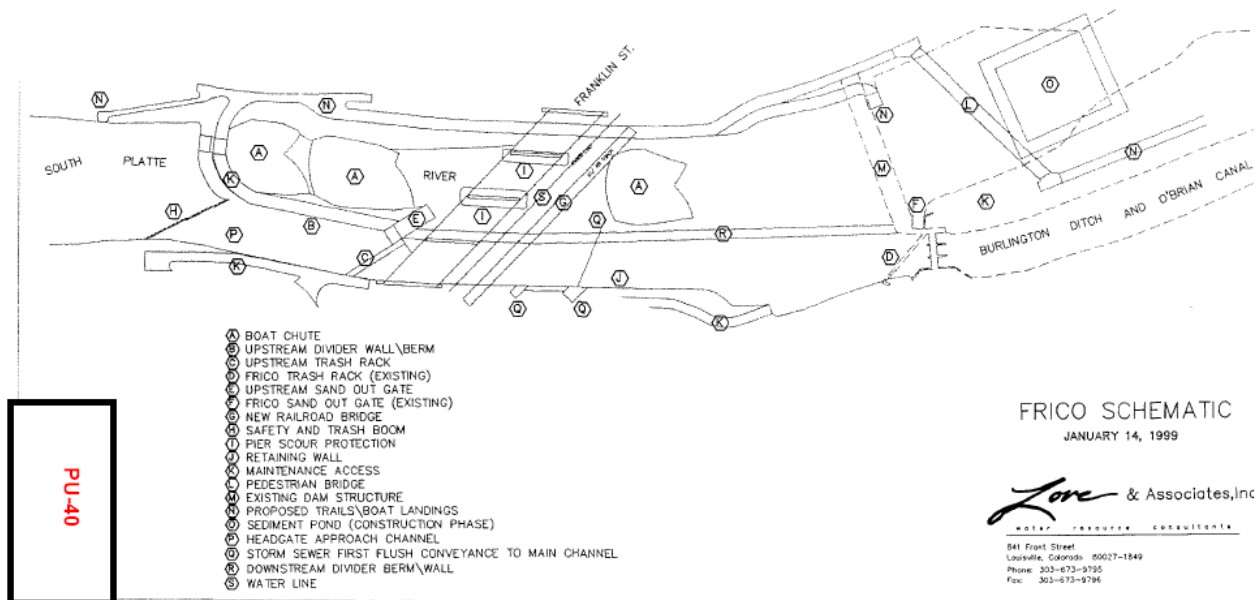 FRANKLIN ST.
N
N
O
L
N
A
SOUTH PLATTE
A
RIVER
I
A
M
N
K
S
G
K
H
E
I
Q
F
B
P
R
BURLINGTON DITCH AND O'BRIAN CANAL
C
D
K
J
Q
Q
K
A BOAT CHUTE
B UPSTREAM DIVIDER WALL\BERM
C UPSTREAM TRASH RACK
D FRICO TRASH RACK (EXISTING)
E UPSTREAM SAND OUT GATE
F FRICO SAND OUT GATE (EXISTING)
G NEW RAILROAD BRIDGE
H SAFETY AND TRASH BOOM
I PIER SCOUR PROTECTION
J RETAINING WALL
K MAINTENANCE ACCESS
L PEDESTRIAN BRIDGE
M EXISTING DAM STRUCTURE
N PROPOSED TRAILS\BOAT LANDINGS
O SEDIMENT POND (CONSTRUCTION PHASE)
P HEADGATE APPROACH CHANNEL
Q STORM SEWER FIRST FLUSH CONVEYANCE TO MAIN CHANNEL
R DOWNSTREAM DIVIDER BERM\WALL
S WATER LINE
PU-40
FRICO SCHEMATIC
JANUARY 14, 1999
Love & Associates,Inc
water resource consultants
841 Front Street
Louisville, Colorado 80027-1849
Phone: 303-673-9795
Fax: 303-673-9796